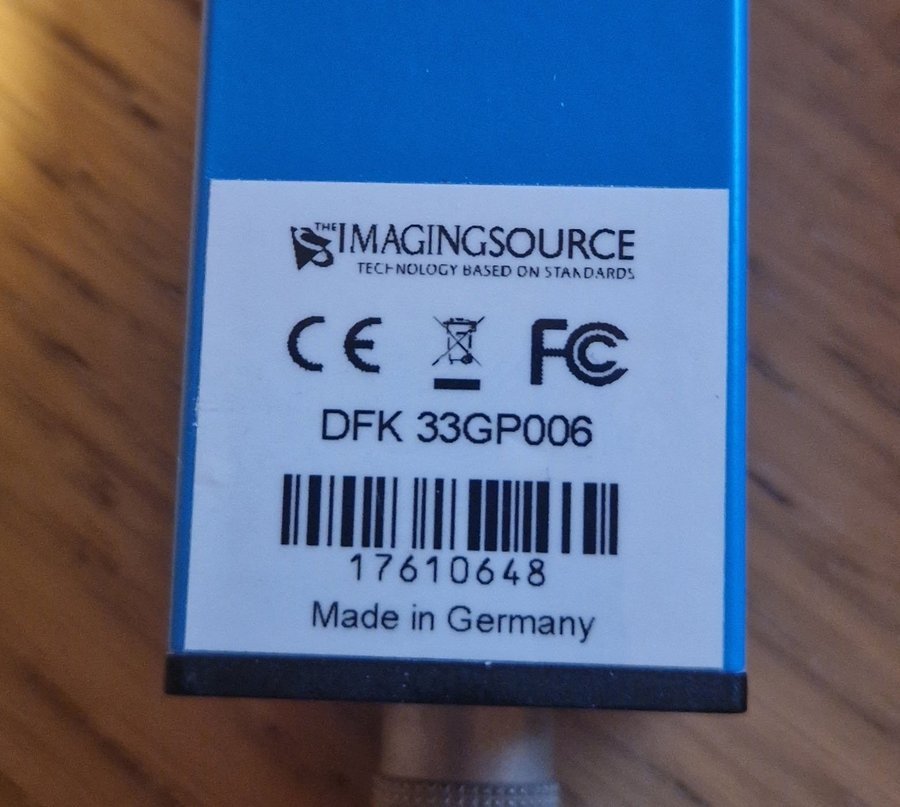 THE IMAGINGSOURCE
TECHNOLOGY BASED ON STANDARDS
CE FC
DFK 33GP006
17610648
Made in Germany